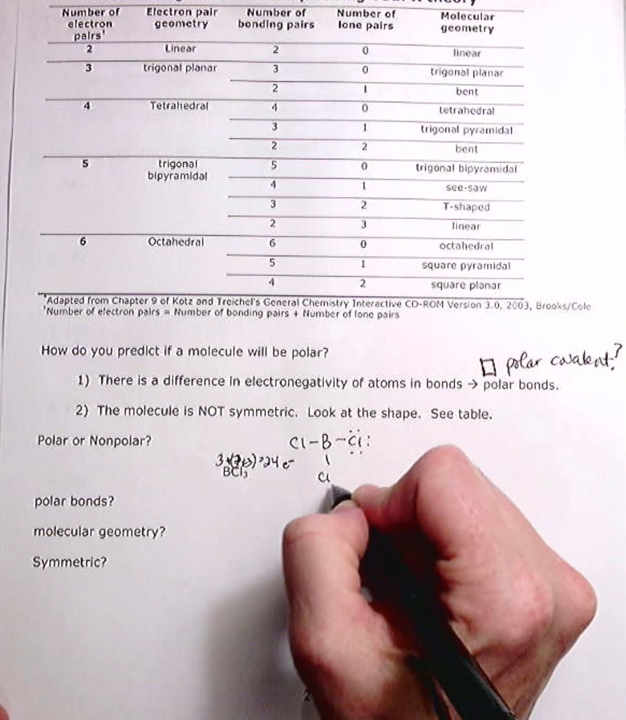 Number of electron pairs¹ Electron pair geometry Number of bonding pairs Number of lone pairs Molecular geometry
2 Linear 2 0 linear
3 trigonal planar 3 0 trigonal planar
2 1 bent
4 Tetrahedral 4 0 tetrahedral
3 1 trigonal pyramidal
2 2 bent
5 trigonal bipyramidal 5 0 trigonal bipyramidal
4 1 see-saw
3 2 T-shaped
2 3 linear
6 Octahedral 6 0 octahedral
5 1 square pyramidal
4 2 square planar
*Adapted from Chapter 9 of Kotz and Treichel's General Chemistry Interactive CD-ROM Version 3.0, 2003, Brooks/Cole
¹Number of electron pairs = Number of bonding pairs + Number of lone pairs
How do you predict if a molecule will be polar?
polar covalent?
1) There is a difference in electronegativity of atoms in bonds → polar bonds.
2) The molecule is NOT symmetric. Look at the shape. See table.
Polar or Nonpolar? Cl-B-Cl:
24 e-
BCl₃
Cl
polar bonds?
molecular geometry?
Symmetric?